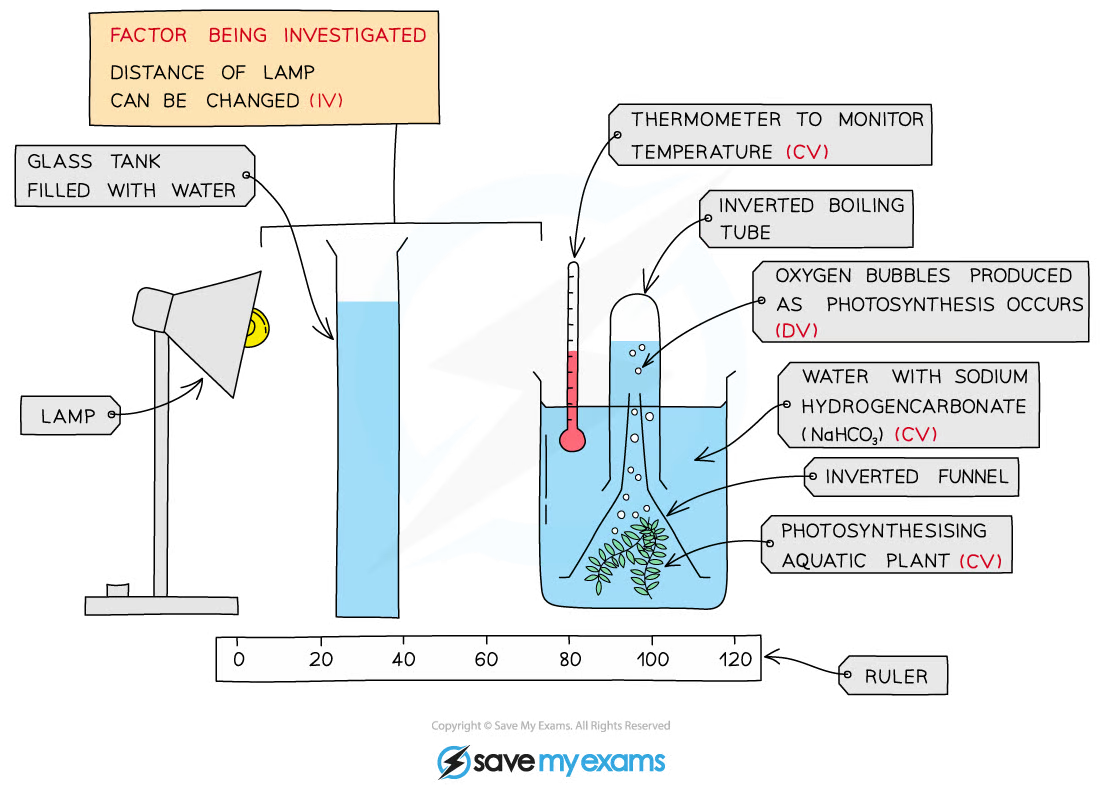 FACTOR BEING INVESTIGATED
DISTANCE OF LAMP
CAN BE CHANGED (IV)
GLASS TANK
FILLED WITH WATER
THERMOMETER TO MONITOR
TEMPERATURE (CV)
INVERTED BOILING
TUBE
OXYGEN BUBBLES PRODUCED
AS PHOTOSYNTHESIS OCCURS
(DV)
WATER WITH SODIUM
HYDROGENCARBONATE
(NaHCO₃) (CV)
LAMP
INVERTED FUNNEL
PHOTOSYNTHESISING
AQUATIC PLANT (CV)
0 20 40 60 80 100 120
RULER
Copyright © Save My Exams. All Rights Reserved
save my exams